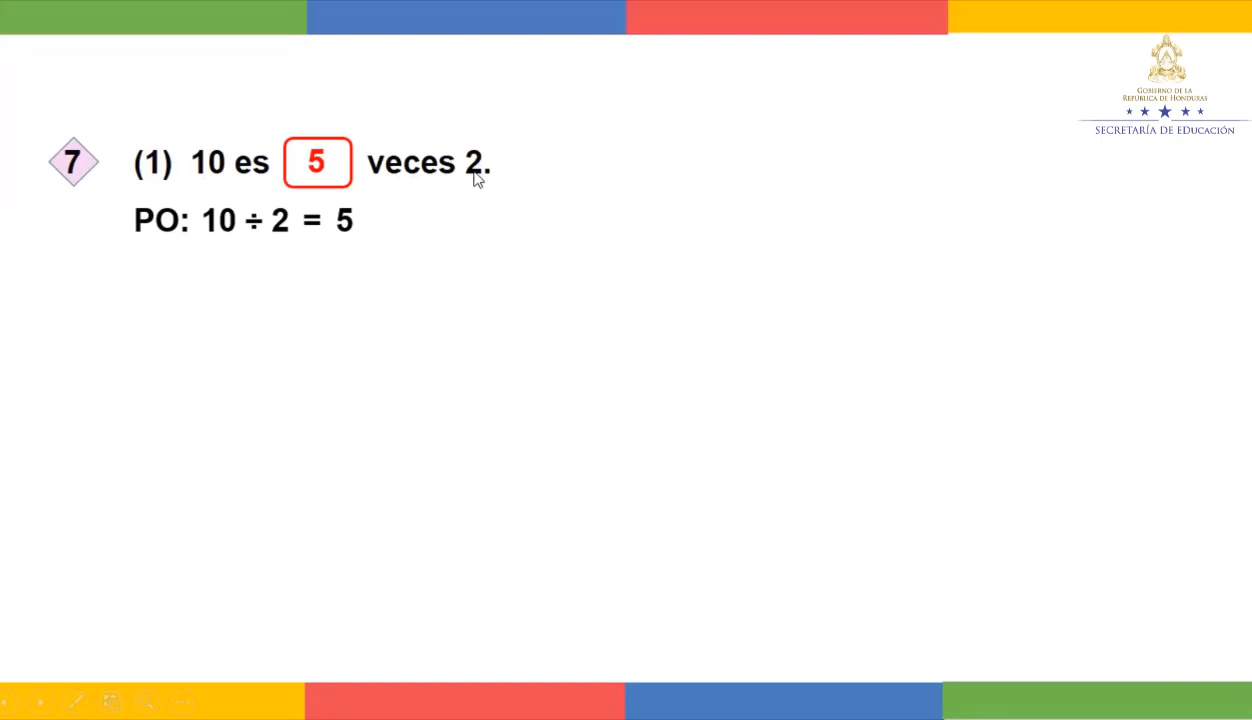 GOBIERNO DE LA
REPÚBLICA DE HONDURAS
SECRETARÍA DE EDUCACIÓN
7 (1) 10 es 5 veces 2.
PO: 10 ÷ 2 = 5